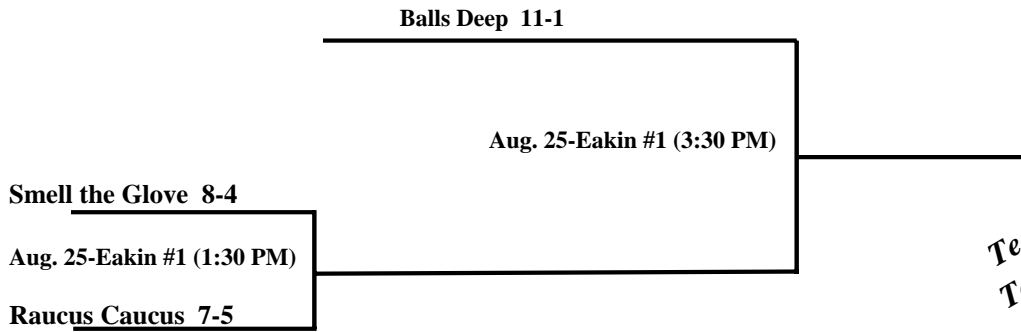 Balls Deep 11-1
Aug. 25-Eakin #1 (3:30 PM)
Smell the Glove 8-4
Aug. 25-Eakin #1 (1:30 PM)
Raucus Caucus 7-5